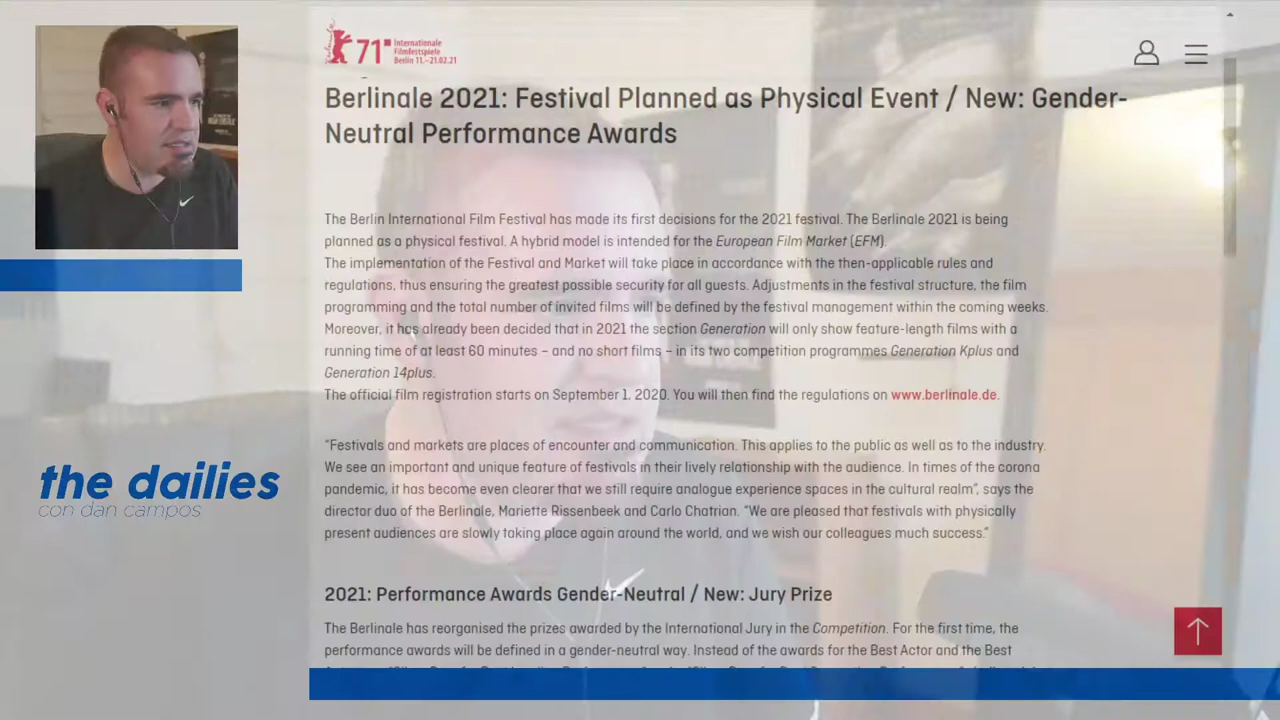 71
Internationale
Filmfestspiele
Berlin 11.–21.02.21
Berlinale 2021: Festival Planned as Physical Event / New: Gender-
Neutral Performance Awards
The Berlin International Film Festival has made its first decisions for the 2021 festival. The Berlinale 2021 is being
planned as a physical festival. A hybrid model is intended for the European Film Market (EFM).
The implementation of the Festival and Market will take place in accordance with the then-applicable rules and
regulations, thus ensuring the greatest possible security for all guests. Adjustments in the festival structure, the film
programming and the total number of invited films will be defined by the festival management within the coming weeks.
Moreover, it has already been decided that in 2021 the section Generation will only show feature-length films with a
running time of at least 60 minutes – and no short films – in its two competition programmes Generation Kplus and
Generation 14plus.
The official film registration starts on September 1, 2020. You will then find the regulations on www.berlinale.de.
“Festivals and markets are places of encounter and communication. This applies to the public as well as to the industry.
We see an important and unique feature of festivals in their lively relationship with the audience. In times of the corona
pandemic, it has become even clearer that we still require analogue experience spaces in the cultural realm”, says the
director duo of the Berlinale, Mariette Rissenbeek and Carlo Chatrian. “We are pleased that festivals with physically
present audiences are slowly taking place again around the world, and we wish our colleagues much success.”
the dailies
con dan campos
2021: Performance Awards Gender-Neutral / New: Jury Prize
The Berlinale has reorganised the prizes awarded by the International Jury in the Competition. For the first time, the
performance awards will be defined in a gender-neutral way. Instead of the awards for the Best Actor and the Best